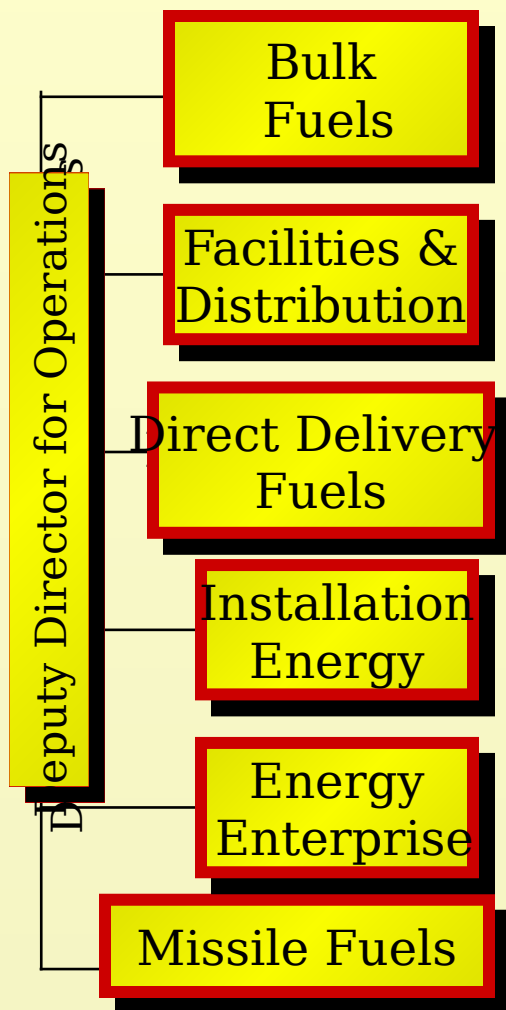 Deputy Director for Operations
Bulk
Fuels
Facilities &
Distribution
Direct Delivery
Fuels
Installation
Energy
Energy
Enterprise
Missile Fuels